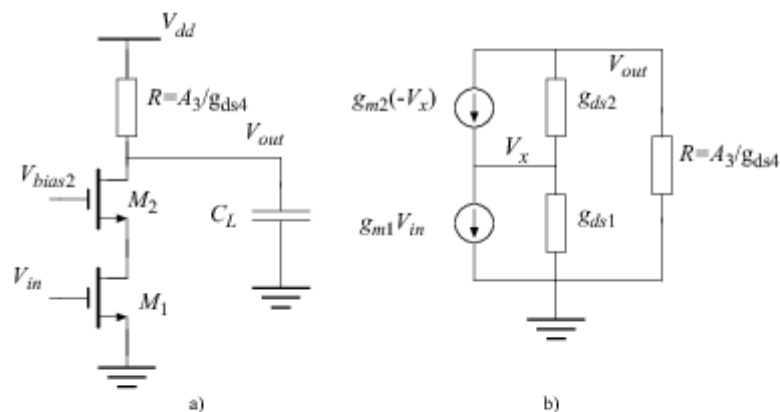 V_dd
R=A_3/g_ds4
V_out
V_bias2
M_2
C_L
V_in
M_1
a)
V_out
g_m2(-V_x)
g_ds2
V_x
R=A_3/g_ds4
g_m1V_in
g_ds1
b)